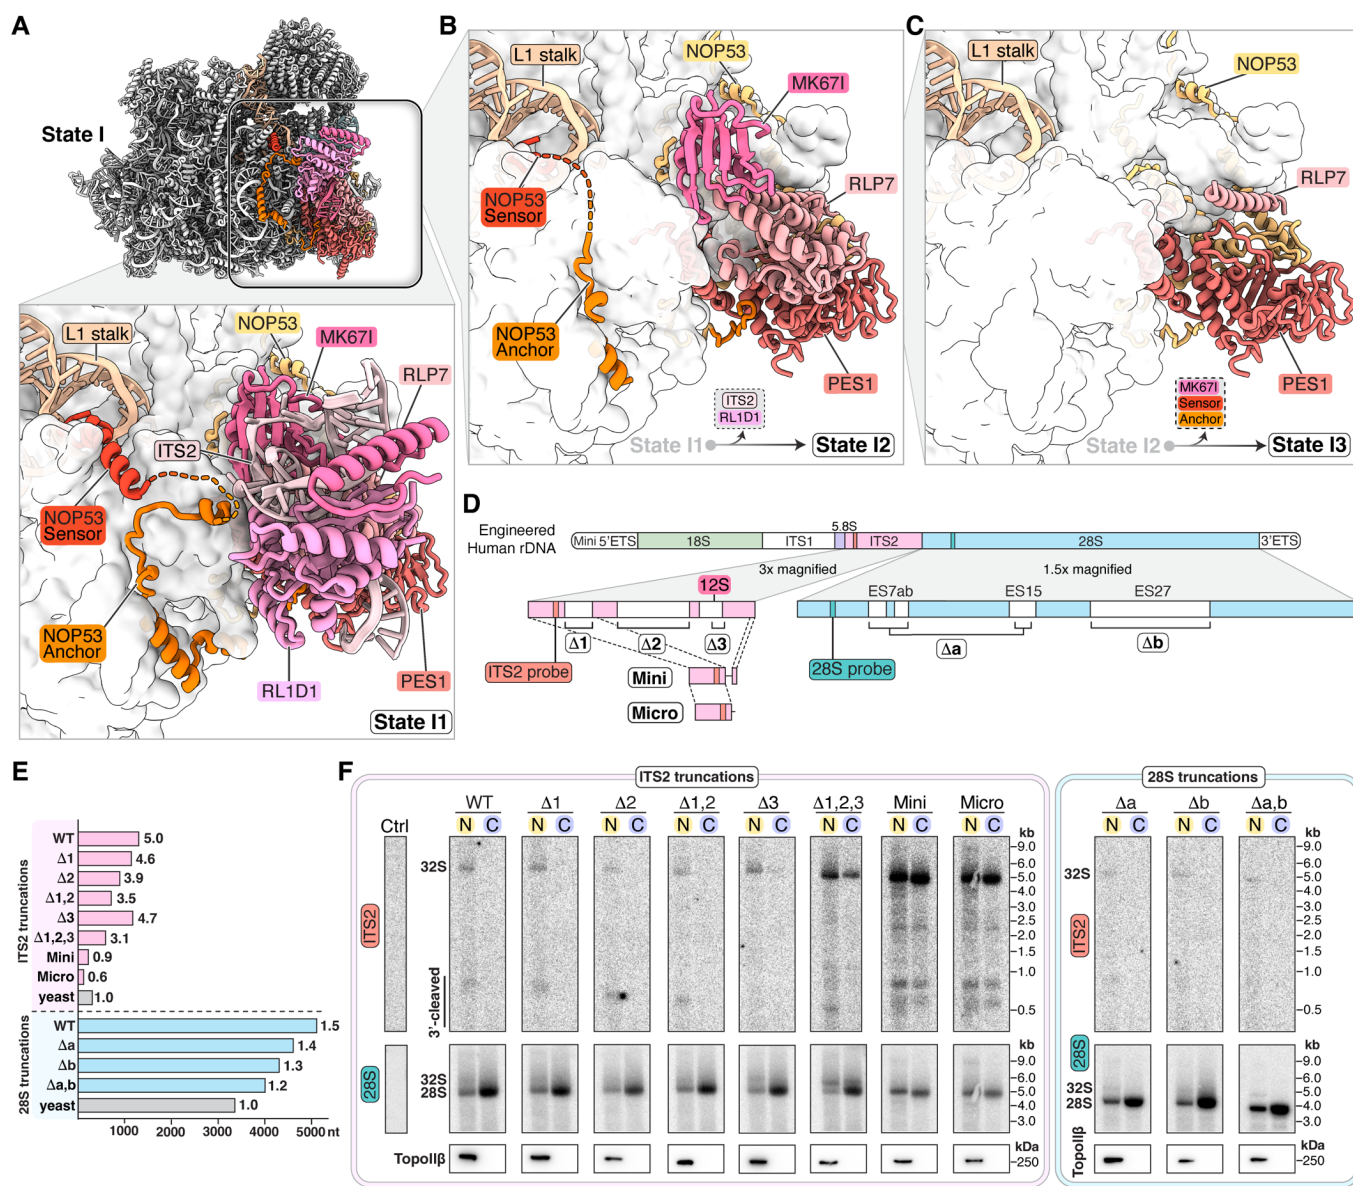 A
State I
L1 stalk
NOP53
MK67I
RLP7
ITS2
NOP53
Sensor
NOP53
Anchor
RL1D1
PES1
State I1
B
L1 stalk
NOP53
MK67I
RLP7
NOP53
Sensor
NOP53
Anchor
PES1
ITS2
RL1D1
State I1
State I2
C
L1 stalk
NOP53
RLP7
PES1
MK67I
Sensor
Anchor
State I2
State I3
D
Engineered
Human rDNA
Mini 5'ETS
18S
ITS1
5.8S
ITS2
28S
3'ETS
3x magnified
1.5x magnified
12S
ES7ab
ES15
ES27
Δ1
Δ2
Δ3
Δa
Δb
ITS2 probe
28S probe
Mini
Micro
E
ITS2 truncations
WT 5.0
Δ1 4.6
Δ2 3.9
Δ1,2 3.5
Δ3 4.7
Δ1,2,3 3.1
Mini 0.9
Micro 0.6
yeast 1.0
28S truncations
WT 1.5
Δa 1.4
Δb 1.3
Δa,b 1.2
yeast 1.0
1000 2000 3000 4000 5000 nt
F
ITS2 truncations
Ctrl
WT Δ1 Δ2 Δ1,2 Δ3 Δ1,2,3 Mini Micro
N C N C N C N C N C N C N C N C
kb
32S
ITS2
3'-cleaved
9.0
6.0
5.0
4.0
3.0
2.5
2.0
1.5
1.0
0.5
28S
32S
28S
kb
9.0
6.0
5.0
4.0
3.0
TopoIIβ
kDa
250
28S truncations
Δa Δb Δa,b
N C N C N C
kb
32S
ITS2
9.0
6.0
5.0
4.0
3.0
2.5
2.0
1.5
1.0
0.5
28S
32S
28S
kb
9.0
6.0
5.0
4.0
3.0
TopoIIβ
kDa
250